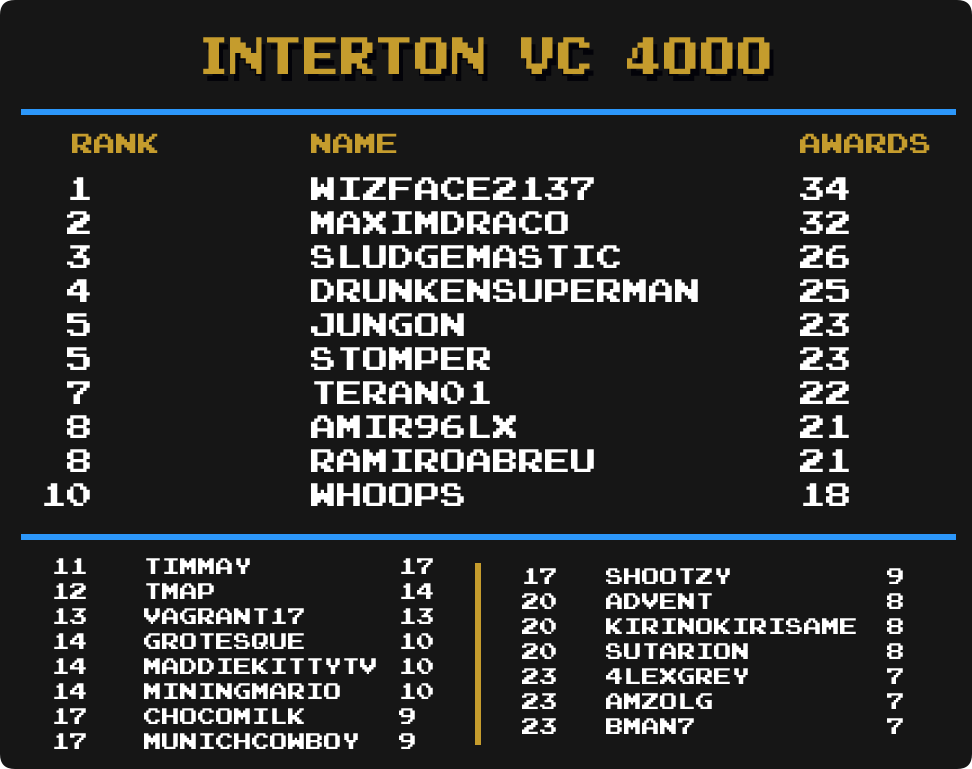 INTERTON VC 4000
RANK NAME AWARDS
1 WIZFACE2137 34
2 MAXIMDRACO 32
3 SLUDGEMASTIC 26
4 DRUNKENSUPERMAN 25
5 JUNGON 23
5 STOMPER 23
7 TERAN01 22
8 AMIR96LX 21
8 RAMIROABREU 21
10 WHOOPS 18
11 TIMMAY 17
12 TMAP 14
13 VAGRANT17 13
14 GROTESQUE 10
14 MADDIEKITTYTV 10
14 MININGMARIO 10
17 CHOCOMILK 9
17 MUNICHCOWBOY 9
17 SHOOTZY 9
20 ADVENT 8
20 KIRINOKIRISAME 8
20 SUTARION 8
23 4LEXGREY 7
23 AMZOLG 7
23 BMAN7 7